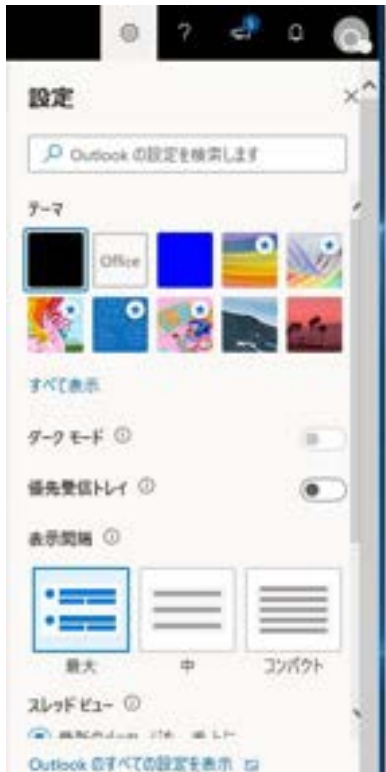 ?
設定
×
Outlook の設定を検索します
テーマ
Office
すべて表示
ダーク モード
優先受信トレイ
表示間隔
最大
中
コンパクト
スレッド ビュー
Outlook のすべての設定を表示